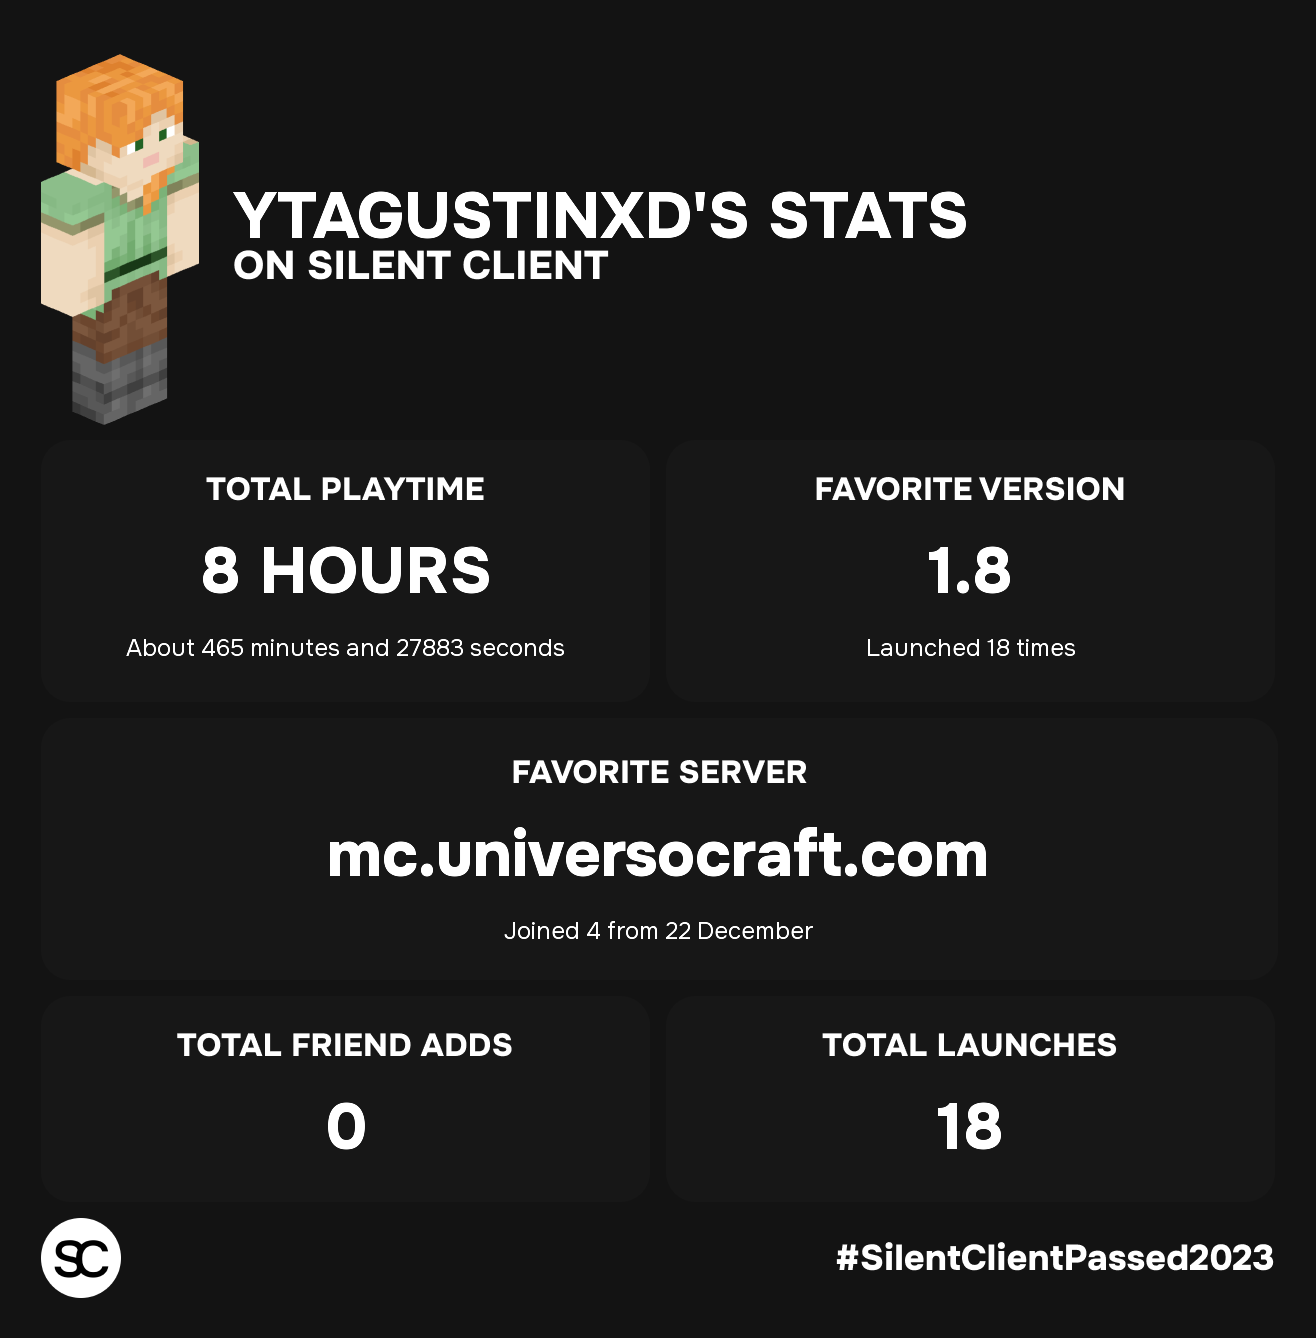 YTAGUSTINXD'S STATS
ON SILENT CLIENT
TOTAL PLAYTIME
8 HOURS
About 465 minutes and 27883 seconds
FAVORITE VERSION
1.8
Launched 18 times
FAVORITE SERVER
mc.universocraft.com
Joined 4 from 22 December
TOTAL FRIEND ADDS
0
TOTAL LAUNCHES
18
SC
#SilentClientPassed2023